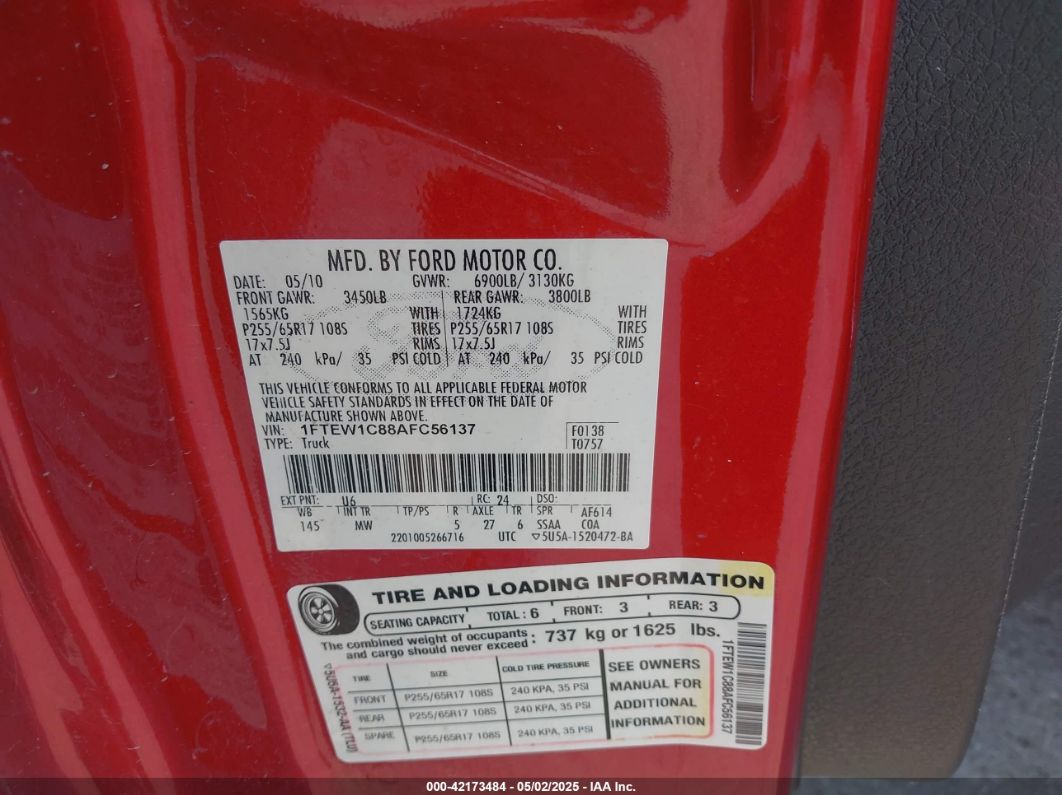 MFD. BY FORD MOTOR CO.
DATE: 05/10 GVWR: 6900LB/ 3130KG
FRONT GAWR: 3450LB REAR GAWR: 3800LB
1565KG WITH 1724KG WITH
P255/65R17 108S TIRES P255/65R17 108S TIRES
17x7.5J RIMS 17x7.5J RIMS
AT 240 kPa/ 35 PSI COLD AT 240 kPa/ 35 PSI COLD
THIS VEHICLE CONFORMS TO ALL APPLICABLE FEDERAL MOTOR
VEHICLE SAFETY STANDARDS IN EFFECT ON THE DATE OF
MANUFACTURE SHOWN ABOVE.
VIN: 1FTEW1C88AFC56137 F0138
TYPE: Truck T0757
EXT PNT: U6 RC: 24 DSO:
WB INT TR TP/PS R AXLE TR SPR AF614
145 MW 5 27 6 SSAA COA
2201005266716 UTC ▽5U5A-1520472-BA
TIRE AND LOADING INFORMATION
SEATING CAPACITY TOTAL: 6 FRONT: 3 REAR: 3
The combined weight of occupants : 737 kg or 1625 lbs.
and cargo should never exceed
TIRE SIZE COLD TIRE PRESSURE
FRONT P255/65R17 108S 240 KPA, 35 PSI
REAR P255/65R17 108S 240 KPA, 35 PSI
SPARE P255/65R17 108S 240 KPA, 35 PSI
SEE OWNERS
MANUAL FOR
ADDITIONAL
INFORMATION
▽5U5A-1532-AA (TLU)
1FTEW1C88AFC56137
000-42173484 - 05/02/2025 - IAA Inc.